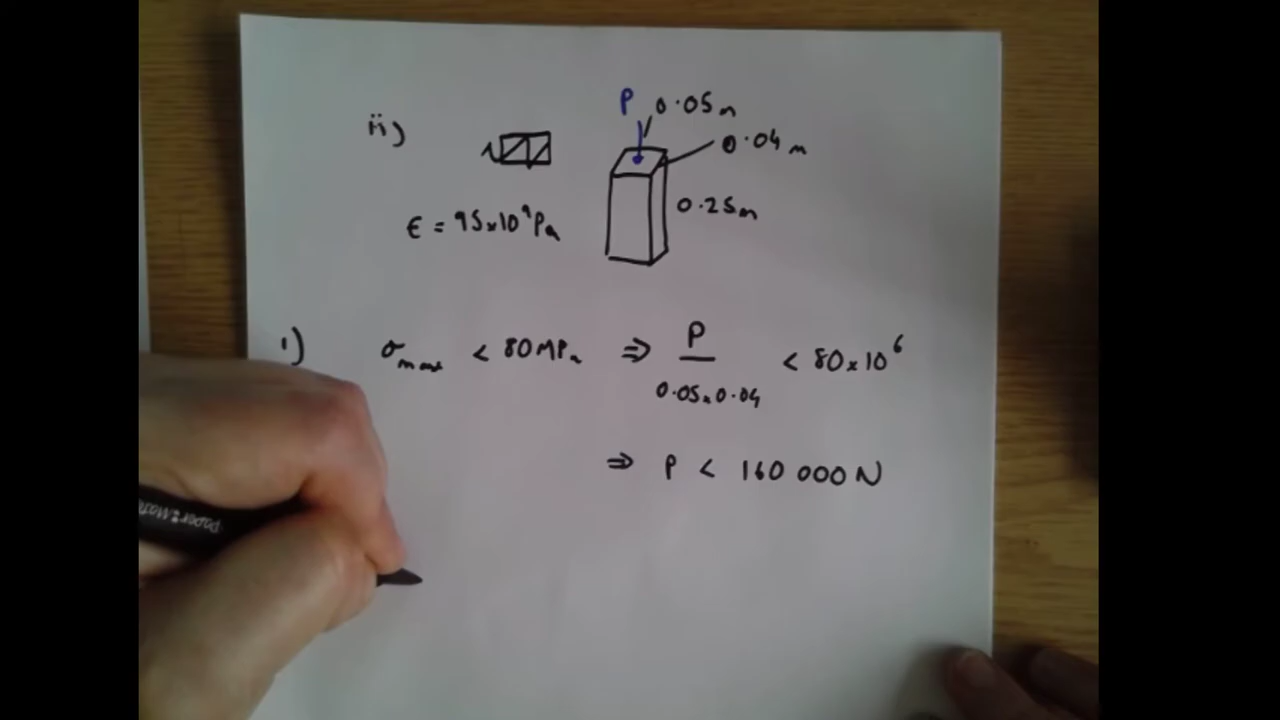 P 0.05m
ii)
0.04 m
0.25m
E = 95×10⁹ Pa
1) σmax < 80MPa ⇒ P / 0.05×0.04 < 80×10⁶
⇒ P < 160 000 N